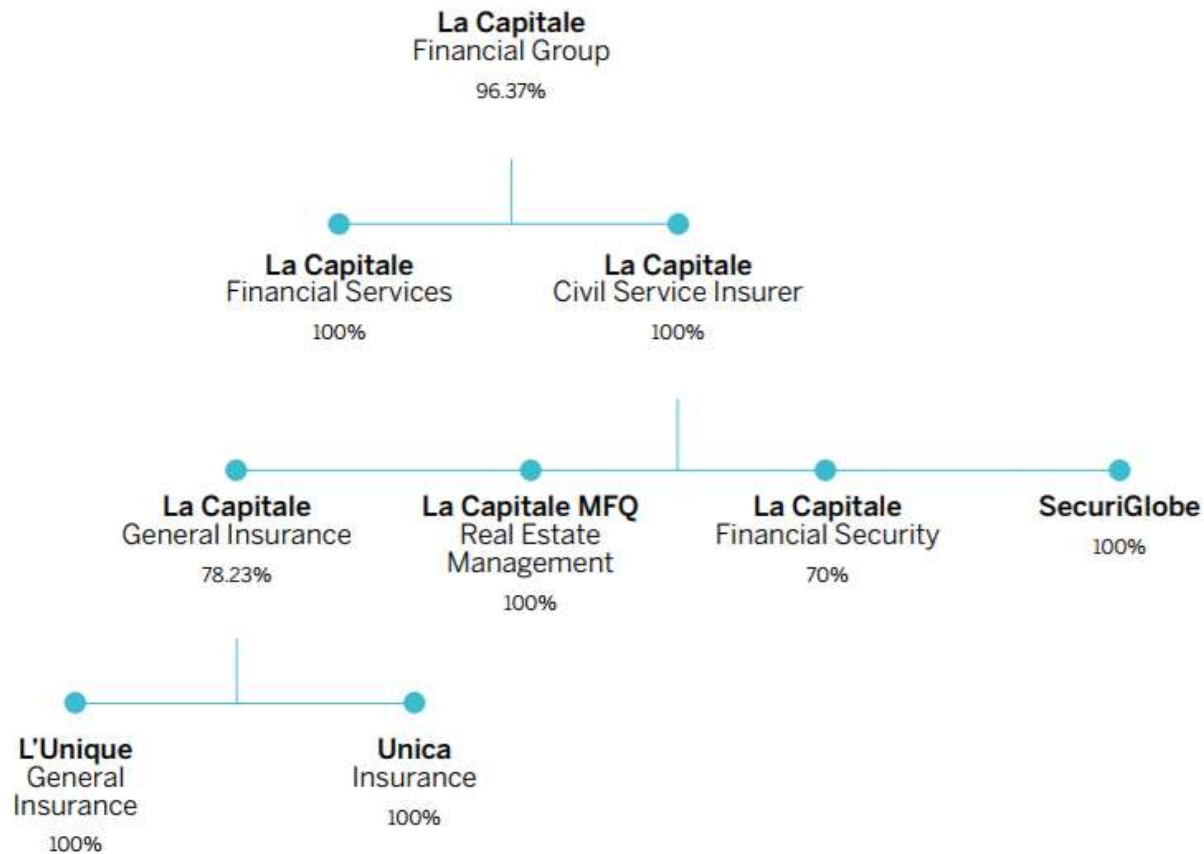 La Capitale
Financial Group
96.37%
La Capitale
Financial Services
100%
La Capitale
Civil Service Insurer
100%
La Capitale
General Insurance
78.23%
La Capitale MFQ
Real Estate
Management
100%
La Capitale
Financial Security
70%
SecuriGlobe
100%
L'Unique
General
Insurance
100%
Unica
Insurance
100%